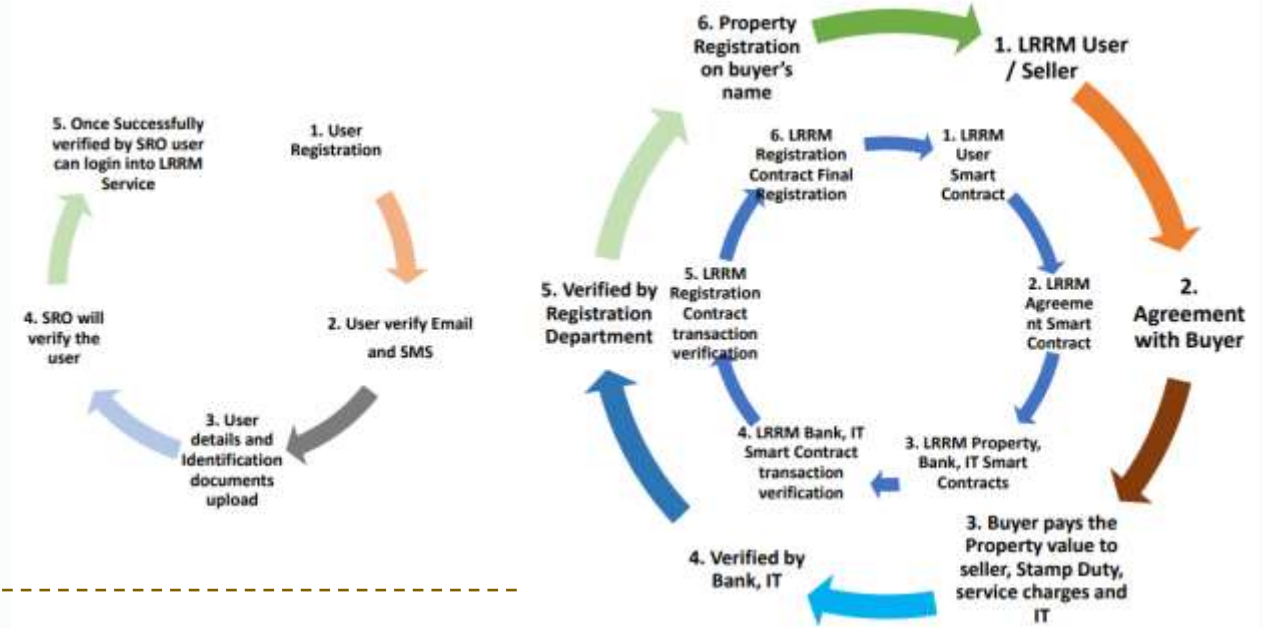 5. Once Successfully
verified by SRO user
can login into LRRM
Service
1. User
Registration
2. User verify Email
and SMS
3. User
details and
Identification
documents
upload
4. SRO will
verify the
user
6. Property
Registration
on buyer's
name
1. LRRM User
/ Seller
2.
Agreement
with Buyer
3. Buyer pays the
Property value to
seller, Stamp Duty,
service charges and
IT
4. Verified by
Bank, IT
5. Verified by
Registration
Department
6. LRRM
Registration
Contract Final
Registration
1. LRRM
User
Smart
Contract
2. LRRM
Agreeme
nt Smart
Contract
3. LRRM Property,
Bank, IT Smart
Contracts
4. LRRM Bank, IT
Smart Contract
transaction
verification
5. LRRM
Registration
Contract
transaction
verification